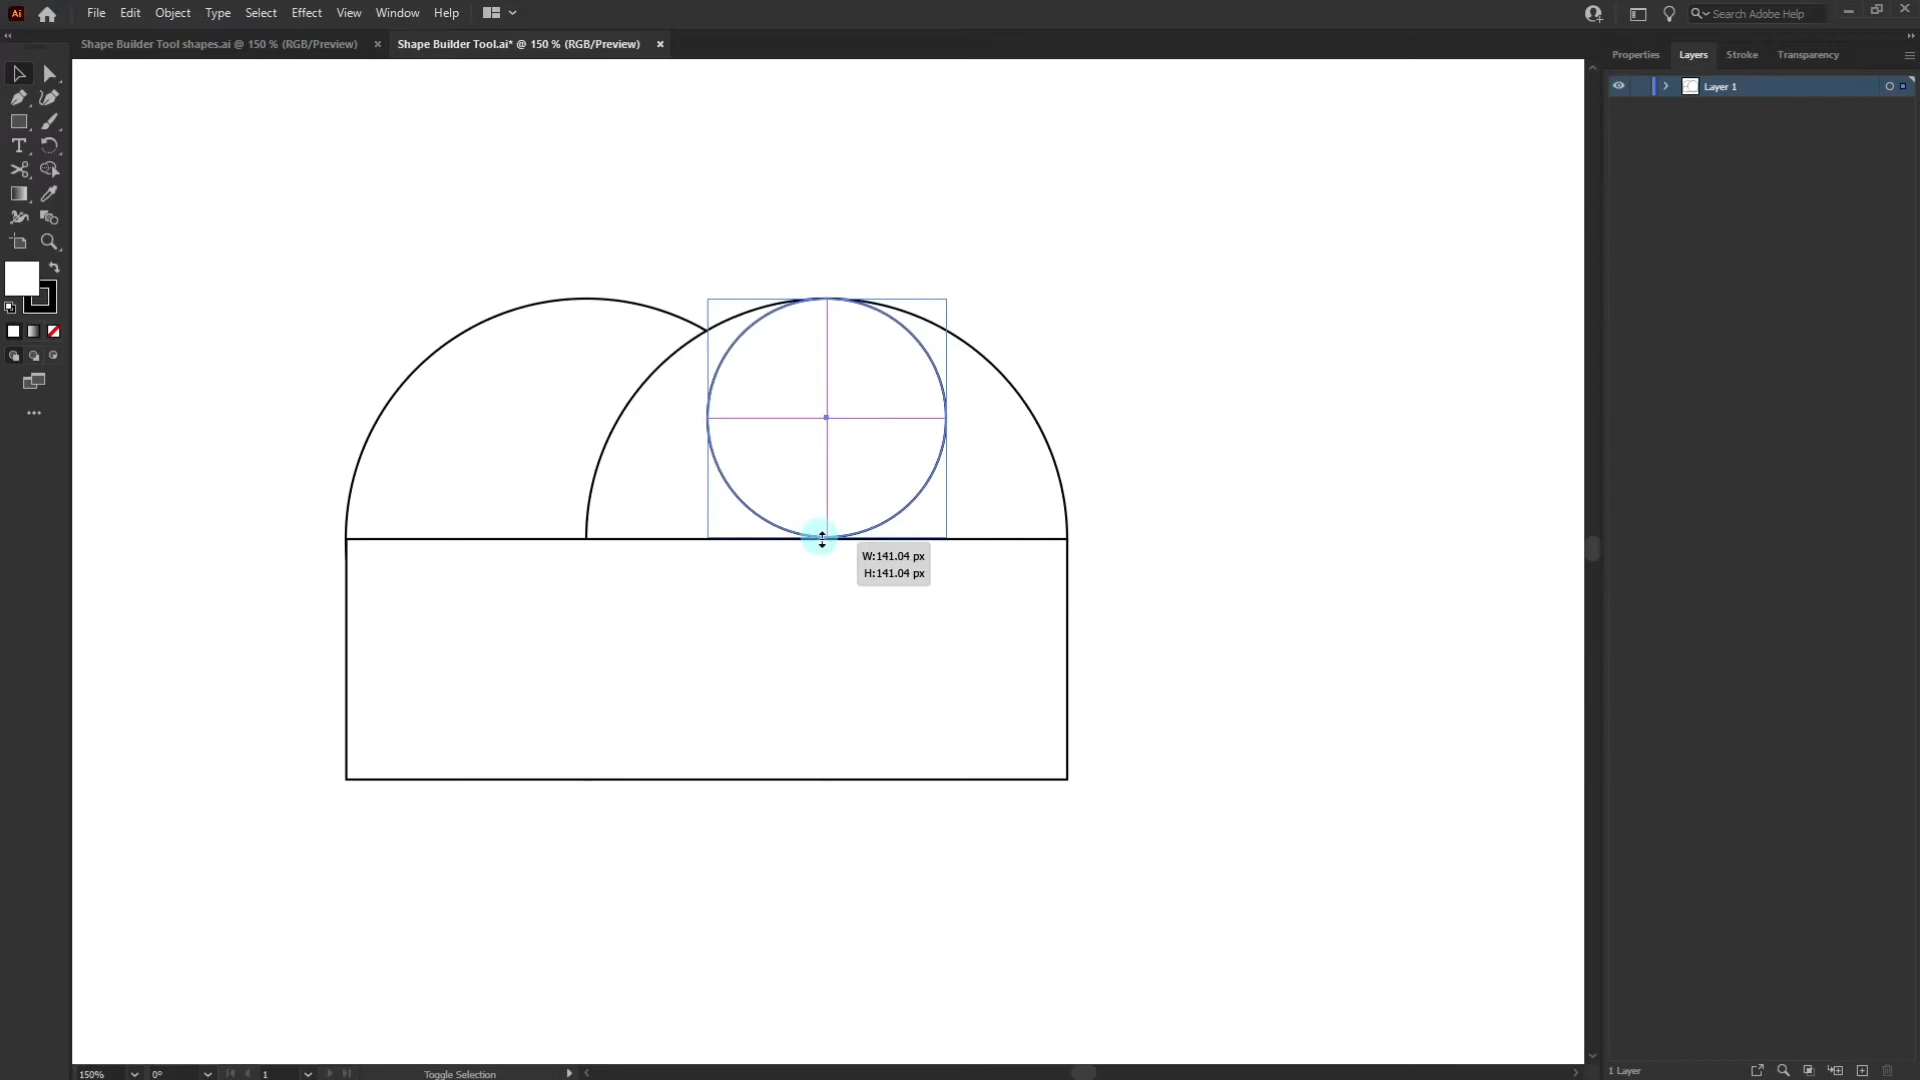 Ai File Edit Object Type Select Effect View Window Help Search Adobe Help
Shape Builder Tool shapes.ai @ 150 % (RGB/Preview) × Shape Builder Tool.ai* @ 150 % (RGB/Preview) ×
Properties Layers Stroke Transparency
Layer 1
W:141.04 px
H:141.04 px
150% 0° 1 Toggle Selection
1 Layer